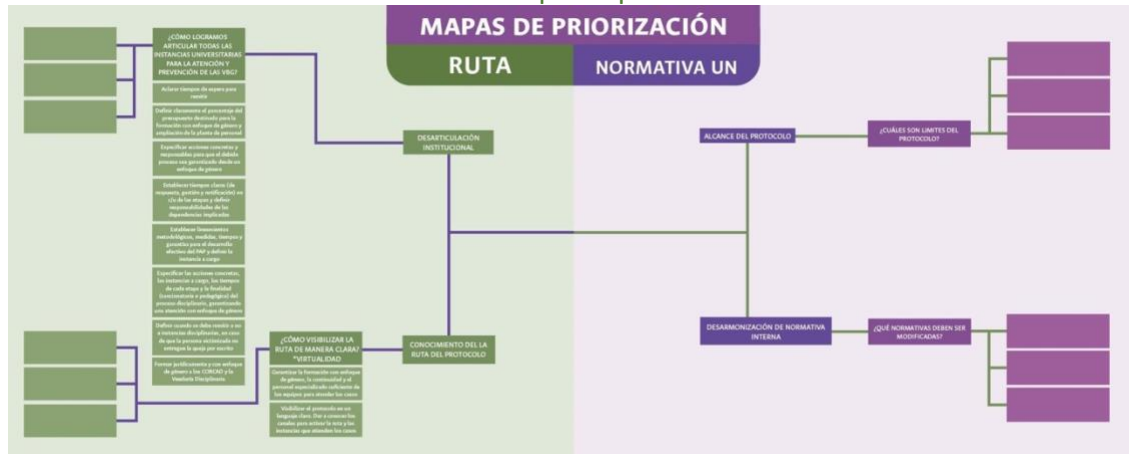 MAPAS DE PRIORIZACIÓN
RUTA
NORMATIVA UN
¿CÓMO LOGRAMOS
ARTICULAR TODAS LAS
INSTANCIAS UNIVERSITARIAS
PARA LA ATENCIÓN Y
PREVENCIÓN DE LAS VBG?
Aclarar tiempos de espera para
remitir
Definir claramente el porcentaje del
presupuesto destinado para la
formación con enfoque de género y
ampliación de la planta de personal
Especificar acciones concretas y
responsables para que el debido
proceso sea garantizado desde un
enfoque de género
Establecer tiempos claros (de
respuesta, gestión y notificación) en
c/u de las etapas y definir
responsabilidades de las
dependencias implicadas
Establecer lineamientos
metodológicos, medidas, tiempos y
garantías para el desarrollo
efectivo del PAP y definir la
instancia a cargo
Especificar las acciones concretas,
las instancias a cargo, los tiempos
de cada etapa y la finalidad
(sancionatoria o pedagógica) del
proceso disciplinario, garantizando
una atención con enfoque de género
Definir cuando se debe remitir o no
a instancias disciplinarias, en caso
de que la persona victimizada no
entregue la queja por escrito
Formar jurídicamente y con enfoque
de género a los
y la
Veeduría Disciplinaria
DESARTICULACIÓN
INSTITUCIONAL
¿CÓMO VISIBILIZAR LA
RUTA DE MANERA CLARA?
*VIRTUALIDAD
Garantizar la formación con enfoque
de género, la continuidad y el
personal especializado suficiente de
los equipos para atender los casos
Visibilizar el protocolo en un
lenguaje claro. Dar a conocer los
canales para activar la ruta y las
instancias que atienden los casos
CONOCIMIENTO DEL LA
RUTA DEL PROTOCOLO
ALCANCE DEL PROTOCOLO
¿CUÁLES SON LIMITES DEL
PROTOCOLO?
DESARMONIZACIÓN DE NORMATIVA
INTERNA
¿QUÉ NORMATIVAS DEBEN SER
MODIFICADAS?